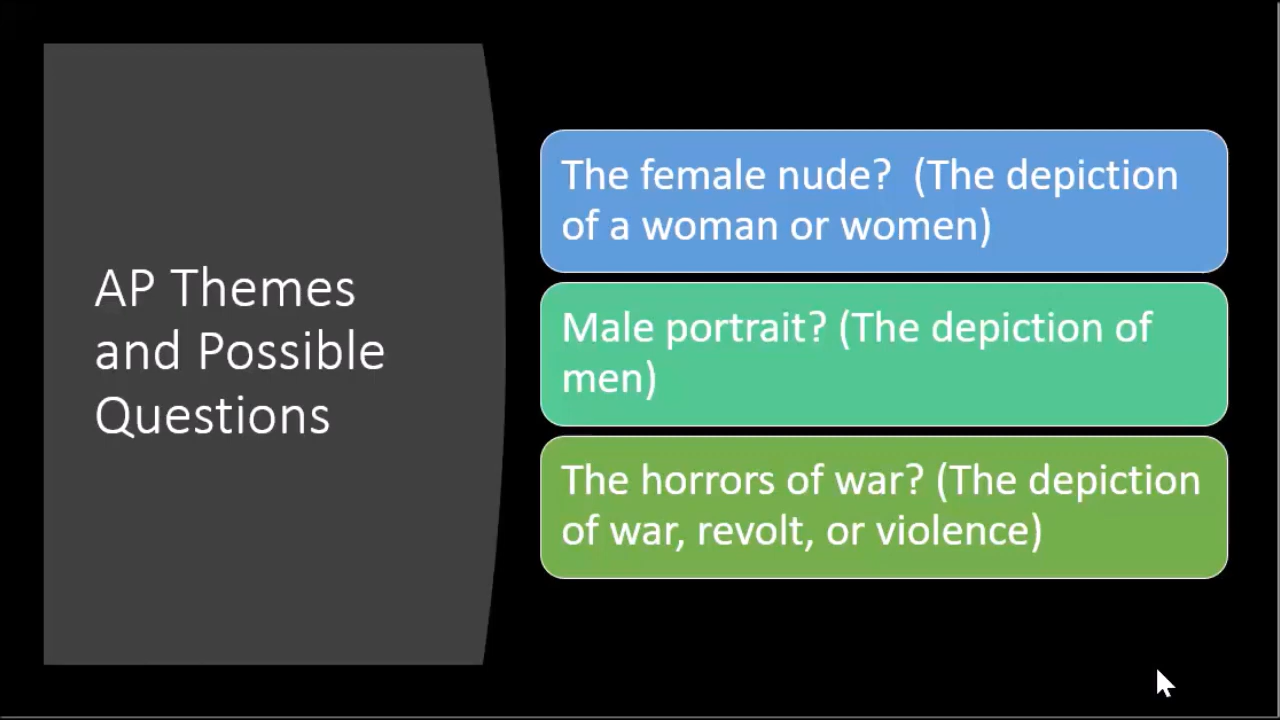 AP Themes
and Possible
Questions
The female nude?  (The depiction
of a woman or women)
Male portrait? (The depiction of
men)
The horrors of war? (The depiction
of war, revolt, or violence)